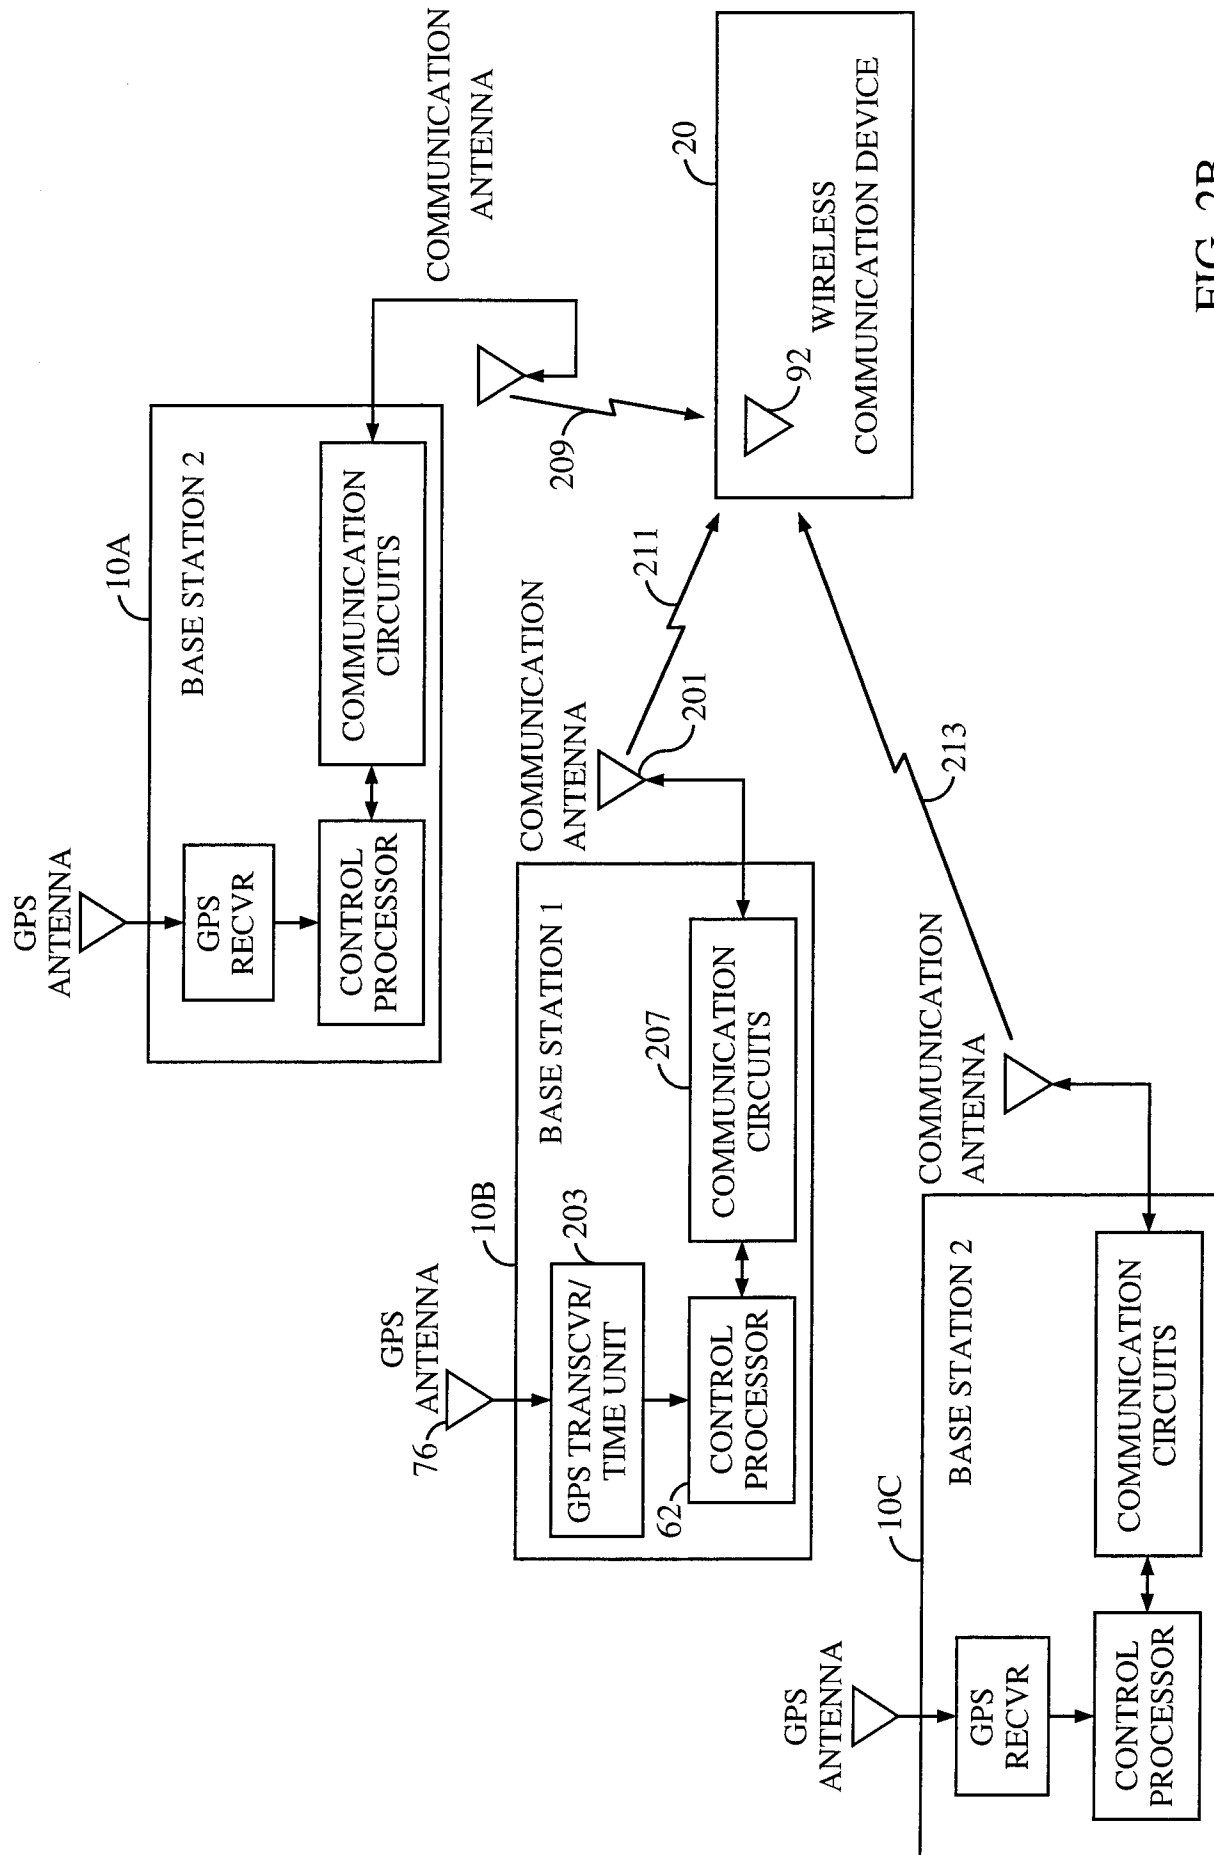 GPS
ANTENNA
10A
BASE STATION 2
GPS
RECVR
CONTROL
PROCESSOR
COMMUNICATION
CIRCUITS
COMMUNICATION
ANTENNA
209
GPS
ANTENNA
76
10B
BASE STATION 1
203
GPS TRANSCVR/
TIME UNIT
62
CONTROL
PROCESSOR
207
COMMUNICATION
CIRCUITS
COMMUNICATION
ANTENNA
201
211
20
92
WIRELESS
COMMUNICATION DEVICE
213
GPS
ANTENNA
10C
BASE STATION 2
GPS
RECVR
CONTROL
PROCESSOR
COMMUNICATION
CIRCUITS
COMMUNICATION
ANTENNA
FIG. 2B